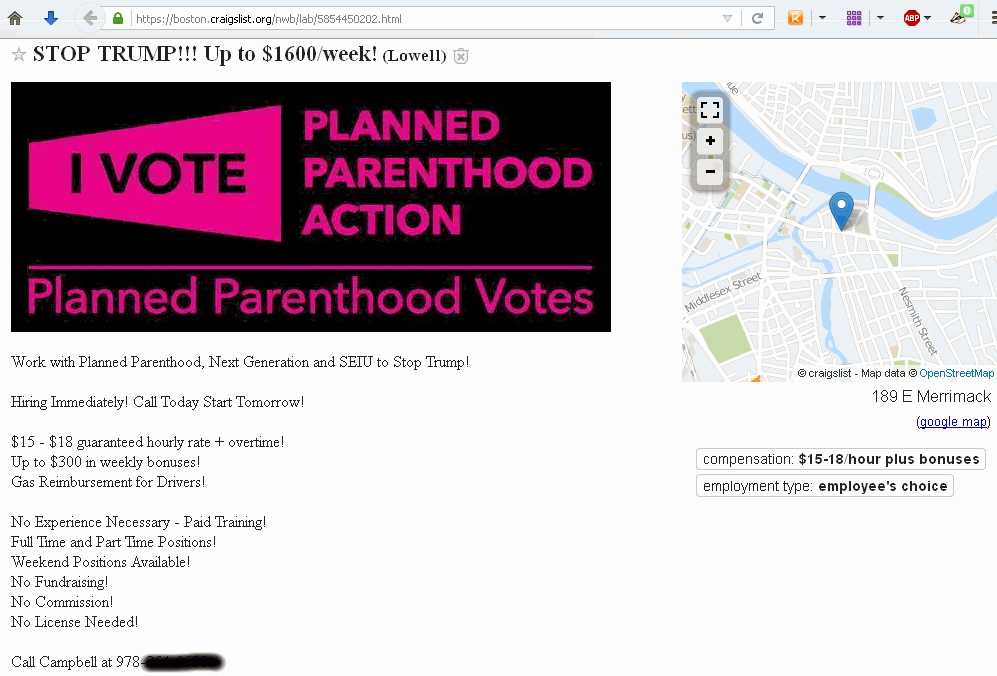 https://boston.craigslist.org/nwb/lab/5854450202.html
ABP
0
STOP TRUMP!!! Up to $1600/week! (Lowell)
I VOTE
PLANNED
PARENTHOOD
ACTION
Planned Parenthood Votes
+
−
Middlesex Street
Nesmith Street
© craigslist - Map data © OpenStreetMap
189 E Merrimack
(google map)
compensation: $15-18/hour plus bonuses
employment type: employee's choice
Work with Planned Parenthood, Next Generation and SEIU to Stop Trump!
Hiring Immediately! Call Today Start Tomorrow!
$15 - $18 guaranteed hourly rate + overtime!
Up to $300 in weekly bonuses!
Gas Reimbursement for Drivers!
No Experience Necessary - Paid Training!
Full Time and Part Time Positions!
Weekend Positions Available!
No Fundraising!
No Commission!
No License Needed!
Call Campbell at 978-